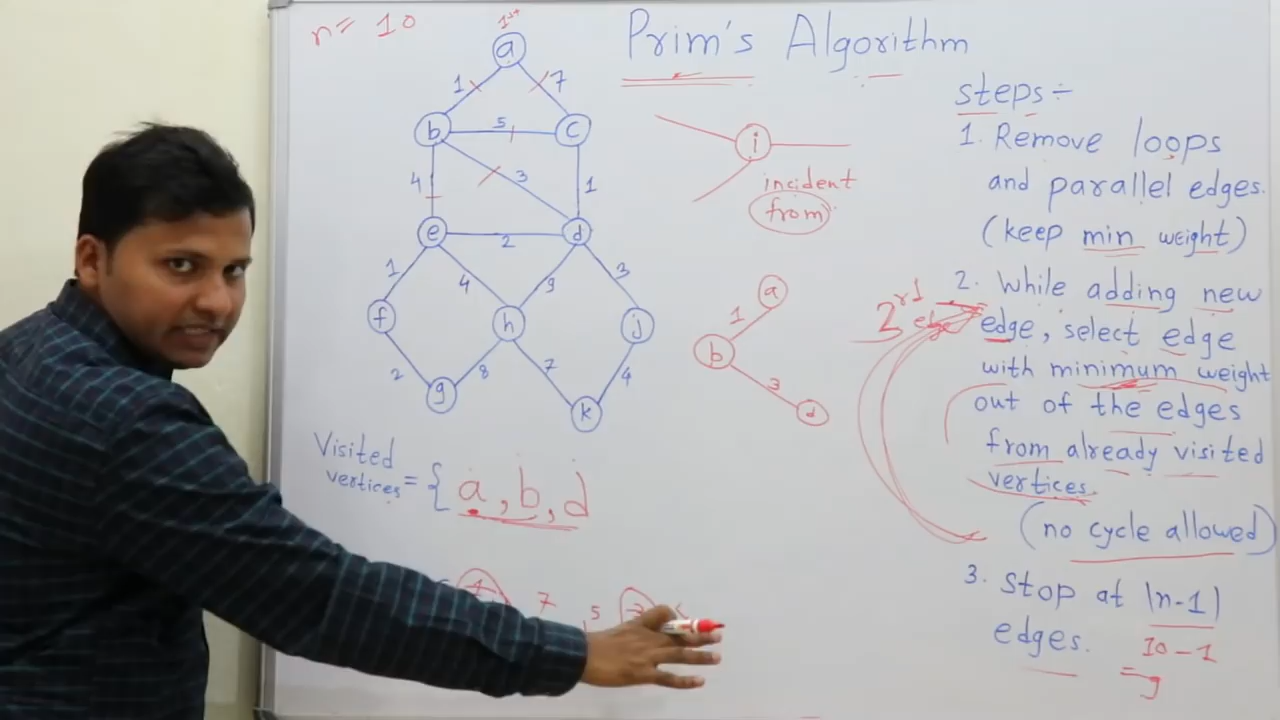 n = 10
Prim's Algorithm
1st
a
1
7
b
5
c
4
3
1
e
2
d
1
4
9
3
f
h
j
2
8
7
4
g
k
i
incident
from
a
1
b
3
d
Visited
vertices = { a, b, d
7
5
steps :-
1. Remove loops
and parallel edges.
(keep min weight)
2. While adding new
edge, select edge
with minimum weight
out of the edges
from already visited
vertices.
(no cycle allowed)
3. Stop at (n-1)
edges.
10 - 1
= 9